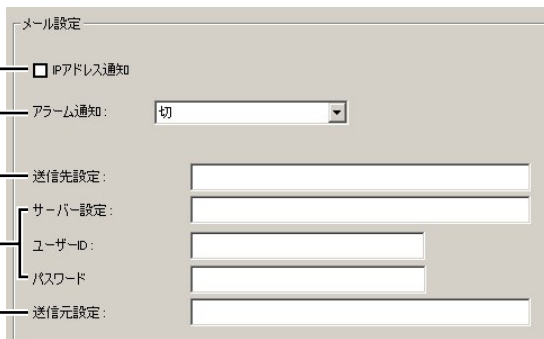 メール設定
IPアドレス通知
アラーム通知：
切
送信先設定：
サーバー設定：
ユーザーID：
パスワード
送信元設定：